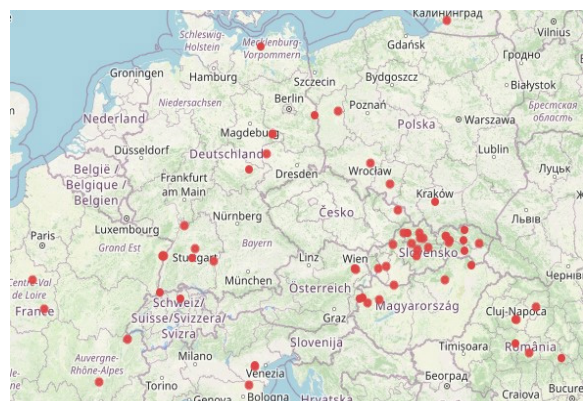 Калининград
Schleswig-
Holstein
Mecklenburg-
Vorpommern
Gdańsk
Vilnius
Groningen
Hamburg
Szczecin
Bydgoszcz
Гродно
Białystok
Niedersachsen
Berlin
Poznań
Брестская
область
Nederland
Magdeburg
Polska
Warszawa
Düsseldorf
Deutschland
Lublin
België /
Belgique /
Belgien
Dresden
Wrocław
Луцьк
Frankfurt
am Main
Kraków
Ж
Luxembourg
Nürnberg
Česko
Львів
Paris
Grand Est
Bayern
Stuttgart
Linz
Wien
Slovensko
Centre-Val
de Loire
München
Österreich
Чернівці
France
Schweiz/
Suisse/Svizzera/
Svizra
Graz
Magyarország
Cluj-Napoca
Slovenija
Auvergne-
Rhône-Alpes
Milano
Timișoara
România
Torino
Venezia
Београд
Genova
Bologna
Hrvatska
Craiova